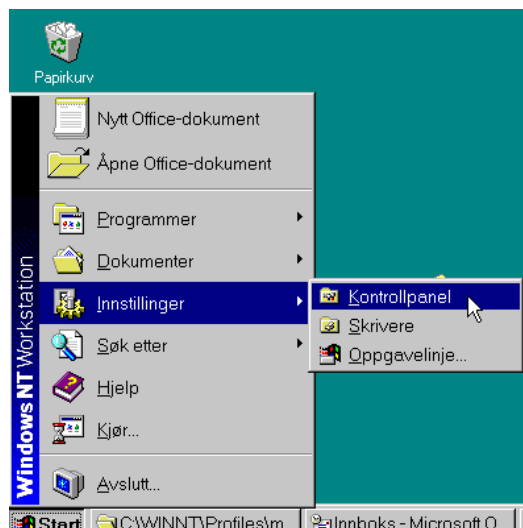 Papirkurv
Windows NT Workstation
Nytt Office-dokument
Åpne Office-dokument
Programmer
Dokumenter
Innstillinger
Søk etter
Hjelp
Kjør...
Avslutt...
Kontrollpanel
Skrivere
Oppgavelinje...
Start
C:\WINNT\Profiles\m
Innboks - Microsoft O